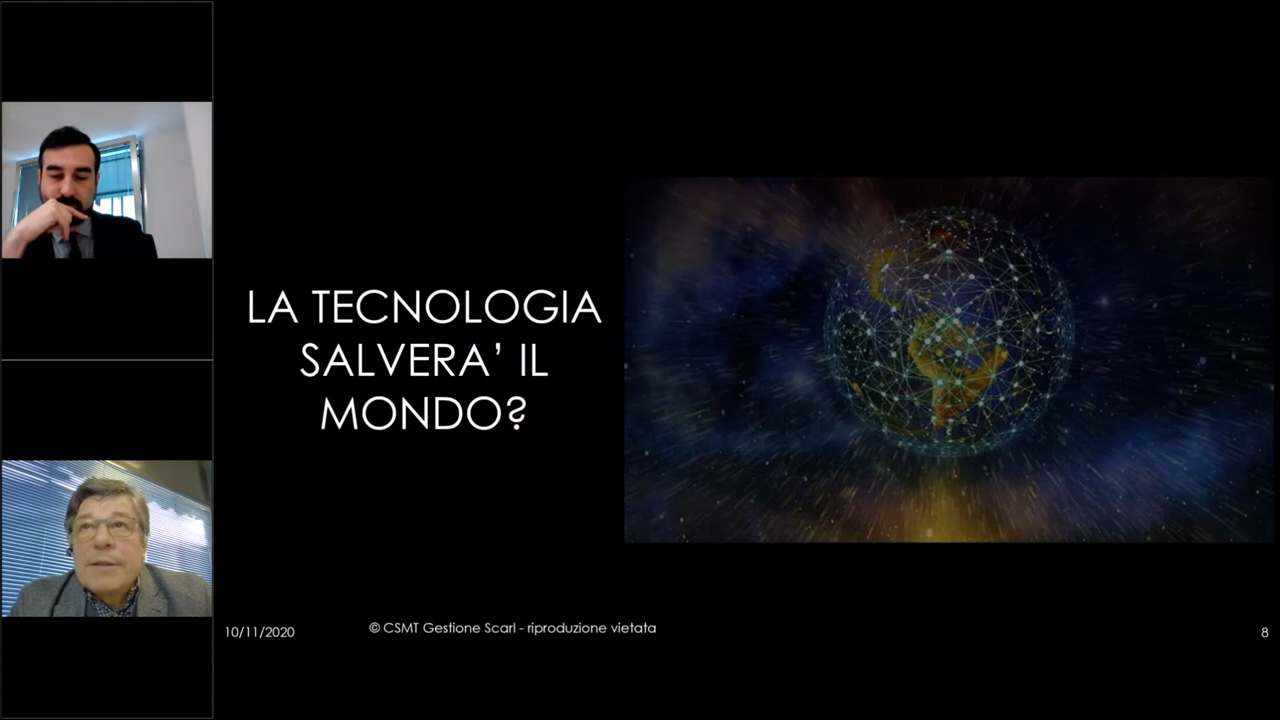 LA TECNOLOGIA
SALVERA’ IL
MONDO?
10/11/2020
© CSMT Gestione Scarl - riproduzione vietata
8